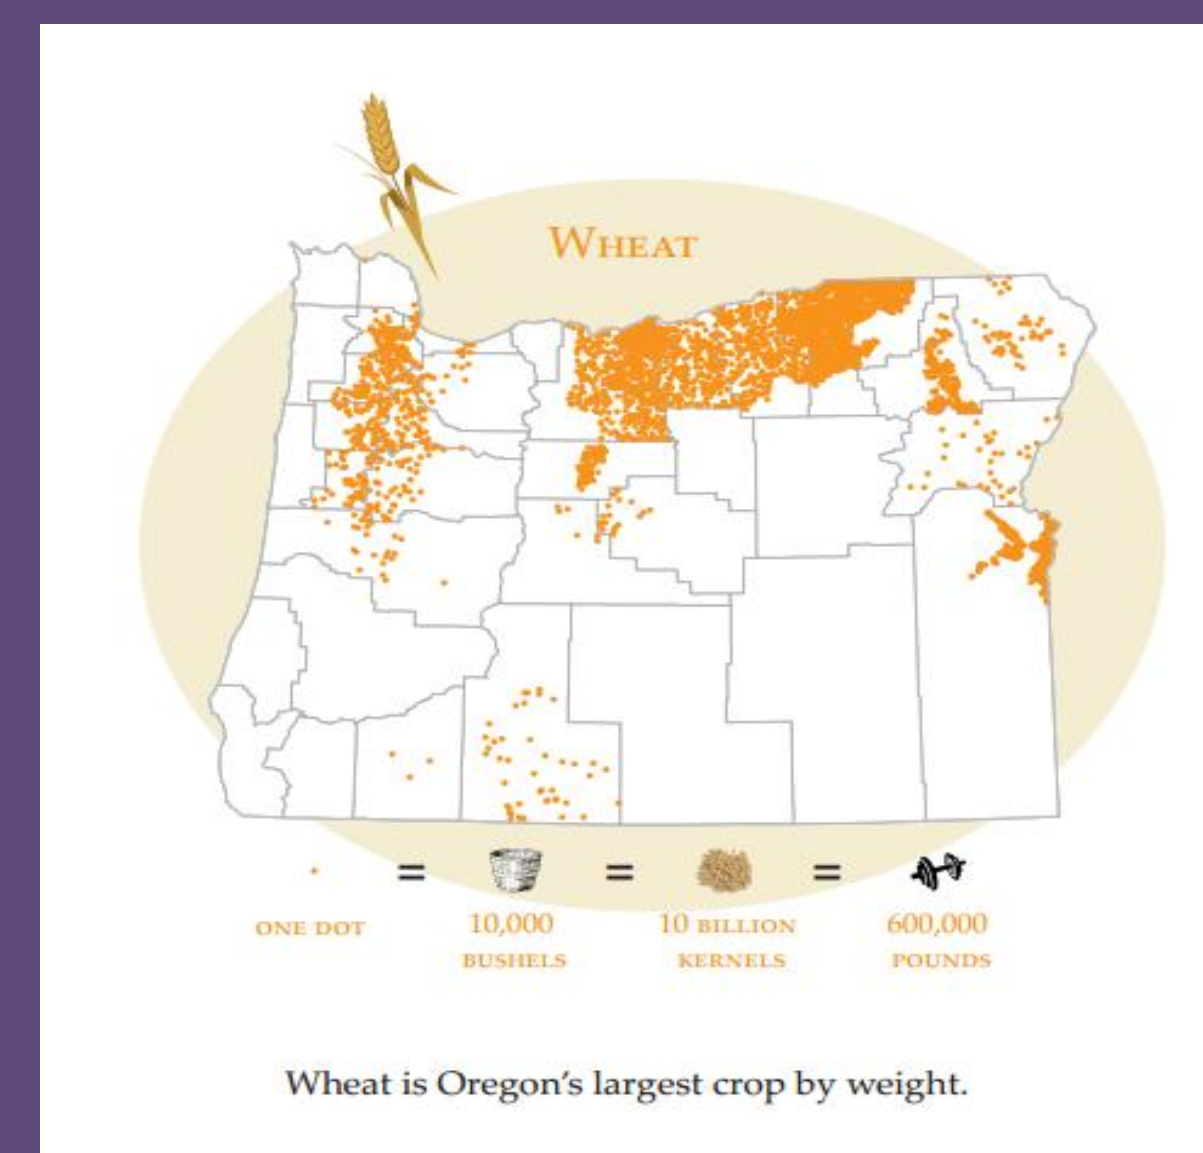 WHEAT
= = =
ONE DOT 10,000 BUSHELS 10 BILLION KERNELS 600,000 POUNDS
Wheat is Oregon’s largest crop by weight.